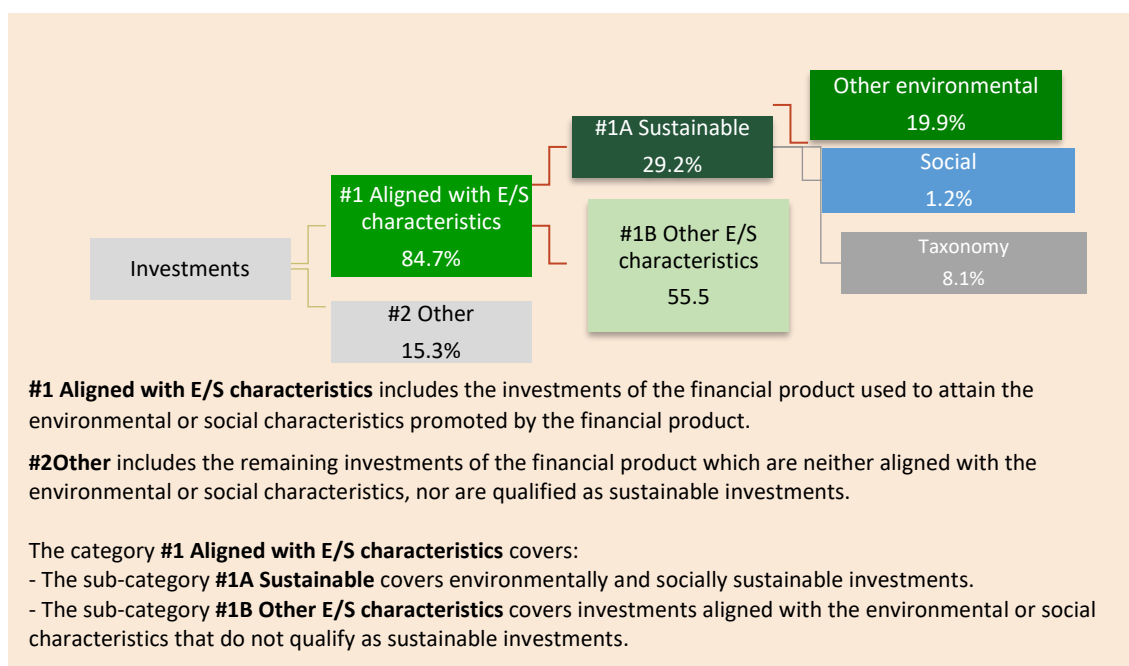 Investments
#1 Aligned with E/S
characteristics
84.7%
#2 Other
15.3%
#1A Sustainable
29.2%
#1B Other E/S
characteristics
55.5
Other environmental
19.9%
Social
1.2%
Taxonomy
8.1%
#1 Aligned with E/S characteristics includes the investments of the financial product used to attain the
environmental or social characteristics promoted by the financial product.
#2Other includes the remaining investments of the financial product which are neither aligned with the
environmental or social characteristics, nor are qualified as sustainable investments.
The category #1 Aligned with E/S characteristics covers:
- The sub-category #1A Sustainable covers environmentally and socially sustainable investments.
- The sub-category #1B Other E/S characteristics covers investments aligned with the environmental or social
characteristics that do not qualify as sustainable investments.